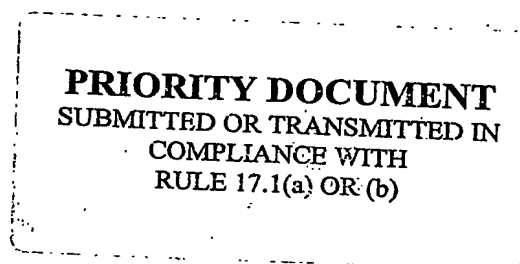 PRIORITY DOCUMENT
SUBMITTED OR TRANSMITTED IN
COMPLIANCE WITH
RULE 17.1(a) OR (b)